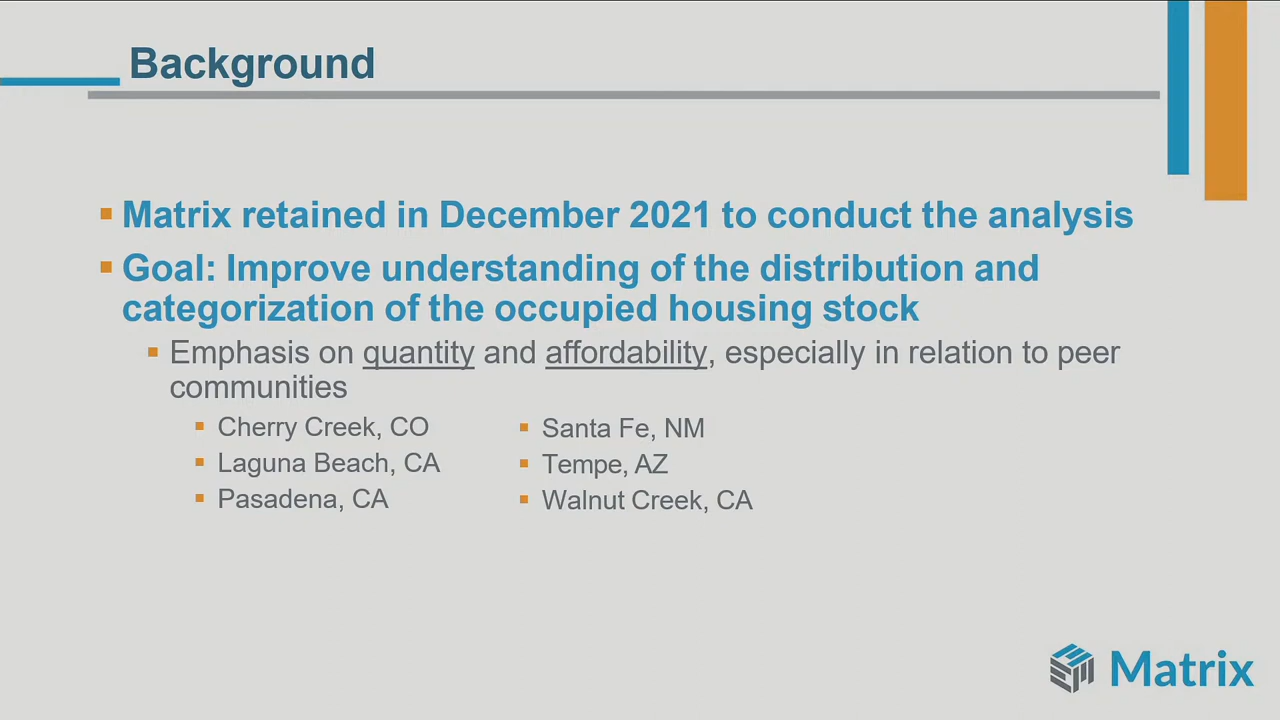 Background
Matrix retained in December 2021 to conduct the analysis
Goal: Improve understanding of the distribution and
categorization of the occupied housing stock
Emphasis on quantity and affordability, especially in relation to peer
communities
Cherry Creek, CO
Laguna Beach, CA
Pasadena, CA
Santa Fe, NM
Tempe, AZ
Walnut Creek, CA
Matrix